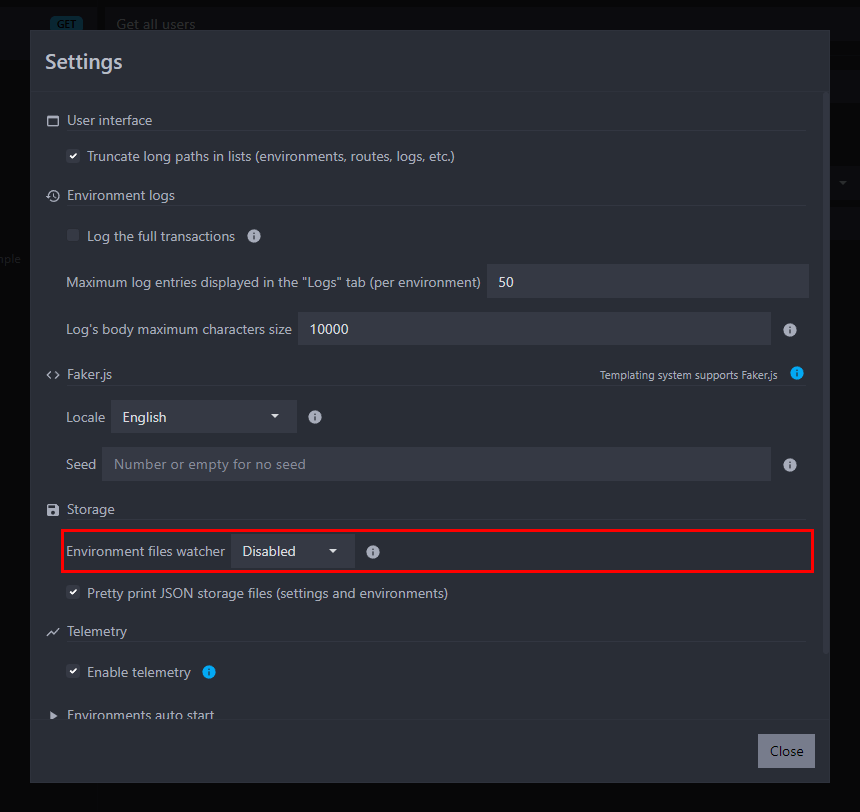 GET Get all users
Settings
User interface
Truncate long paths in lists (environments, routes, logs, etc.)
Environment logs
Log the full transactions
Maximum log entries displayed in the "Logs" tab (per environment) 50
Log's body maximum characters size 10000
Faker.js Templating system supports Faker.js
Locale English
Seed Number or empty for no seed
Storage
Environment files watcher Disabled
Pretty print JSON storage files (settings and environments)
Telemetry
Enable telemetry
Environments auto start
Close